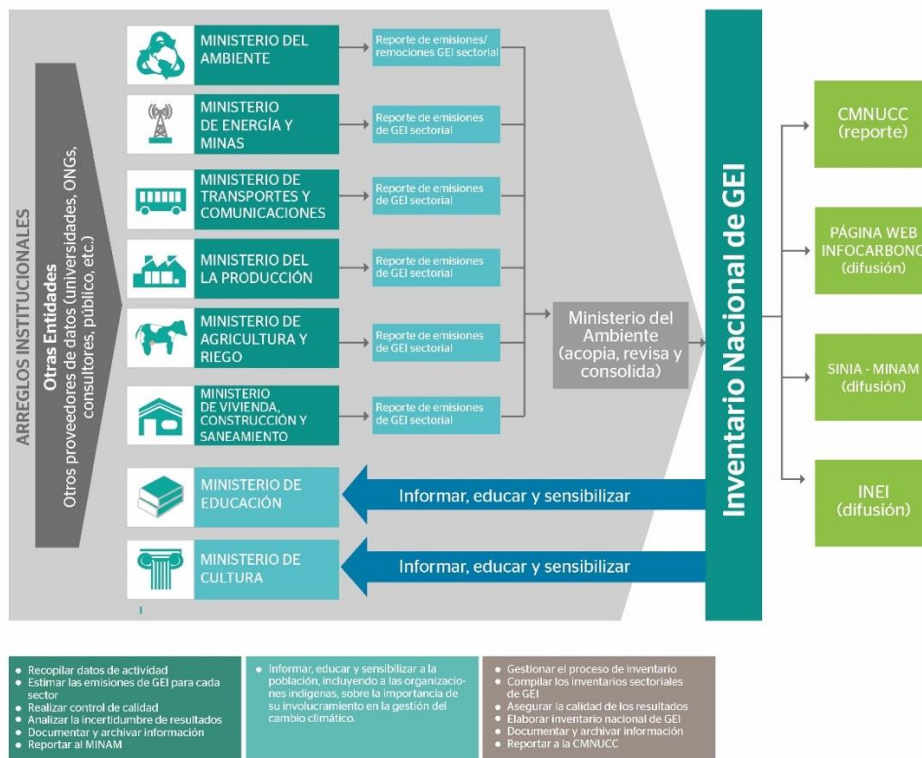 ARREGLOS INSTITUCIONALES
Otras Entidades
Otros proveedores de datos (universidades, ONGs,
consultores, público, etc.)
MINISTERIO DEL
AMBIENTE
Reporte de emisiones/
remociones GEI sectorial
MINISTERIO
DE ENERGÍA Y
MINAS
Reporte de emisiones
de GEI sectorial
MINISTERIO DE
TRANSPORTES Y
COMUNICACIONES
Reporte de emisiones
de GEI sectorial
MINISTERIO DEL
LA PRODUCCIÓN
Reporte de emisiones
de GEI sectorial
MINISTERIO DE
AGRICULTURA Y
RIEGO
Reporte de emisiones
de GEI sectorial
MINISTERIO
DE VIVIENDA,
CONSTRUCCIÓN Y
SANEAMIENTO
Reporte de emisiones
de GEI sectorial
MINISTERIO DE
EDUCACIÓN
Informar, educar y sensibilizar
MINISTERIO DE
CULTURA
Informar, educar y sensibilizar
Ministerio del
Ambiente
(acopia, revisa y
consolida)
Inventario Nacional de GEI
CMNUCC
(reporte)
PÁGINA WEB
INFOCARBONO
(difusión)
SINIA - MINAM
(difusión)
INEI
(difusión)
• Recopilar datos de actividad
• Estimar las emisiones de GEI para cada
sector
• Realizar control de calidad
• Analizar la incertidumbre de resultados
• Documentar y archivar información
• Reportar al MINAM
• Informar, educar y sensibilizar a la
población, incluyendo a las organizacio-
nes indígenas, sobre la importancia de
su involucramiento en la gestión del
cambio climático.
• Gestionar el proceso de inventario
• Compilar los inventarios sectoriales
de GEI
• Asegurar la calidad de los resultados
• Elaborar inventario nacional de GEI
• Documentar y archivar información
• Reportar a la CMNUCC